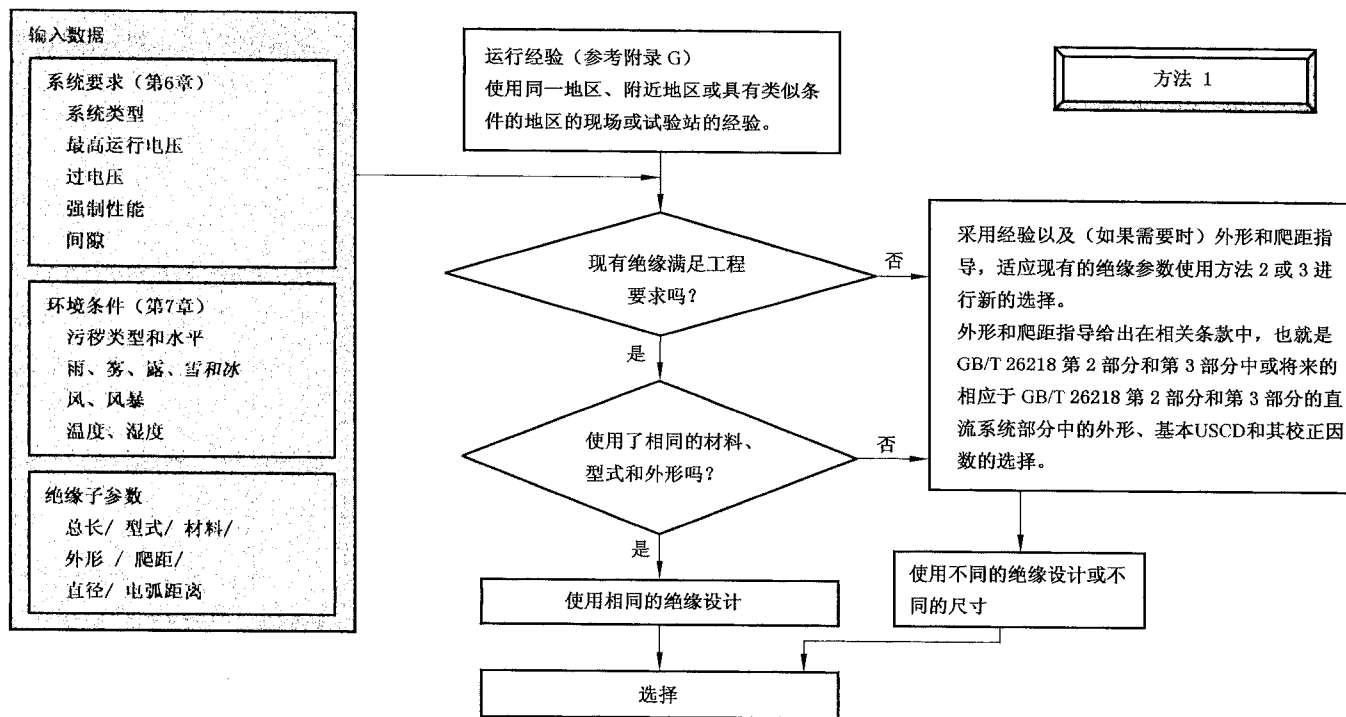 输入数据
系统要求（第6章）
系统类型
最高运行电压
过电压
强制性能
间隙
环境条件（第7章）
污秽类型和水平
雨、雾、露、雪和冰
风、风暴
温度、湿度
绝缘子参数
总长/ 型式/ 材料/
外形 / 爬距/
直径/ 电弧距离
运行经验（参考附录 G）
使用同一地区、附近地区或具有类似条
件的地区的现场或试验站的经验。
方法 1
现有绝缘满足工程
要求吗？
否
是
使用了相同的材料、
型式和外形吗？
否
是
采用经验以及（如果需要时）外形和爬距指
导，适应现有的绝缘参数使用方法 2 或 3 进
行新的选择。
外形和爬距指导给出在相关条款中，也就是
GB/T 26218 第 2 部分和第 3 部分中或将来的
相应于 GB/T 26218 第 2 部分和第 3 部分的直
流系统部分中的外形、基本USCD和其校正因
数的选择。
使用相同的绝缘设计
使用不同的绝缘设计或不
同的尺寸
选择